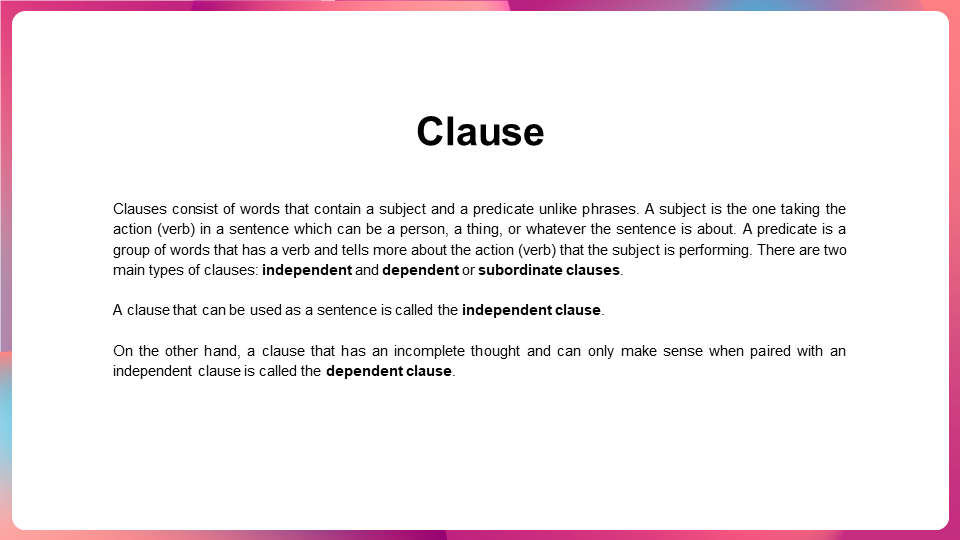 Clause
Clauses consist of words that contain a subject and a predicate unlike phrases. A subject is the one taking the
action (verb) in a sentence which can be a person, a thing, or whatever the sentence is about. A predicate is a
group of words that has a verb and tells more about the action (verb) that the subject is performing. There are two
main types of clauses: independent and dependent or subordinate clauses.
A clause that can be used as a sentence is called the independent clause.
On the other hand, a clause that has an incomplete thought and can only make sense when paired with an
independent clause is called the dependent clause.